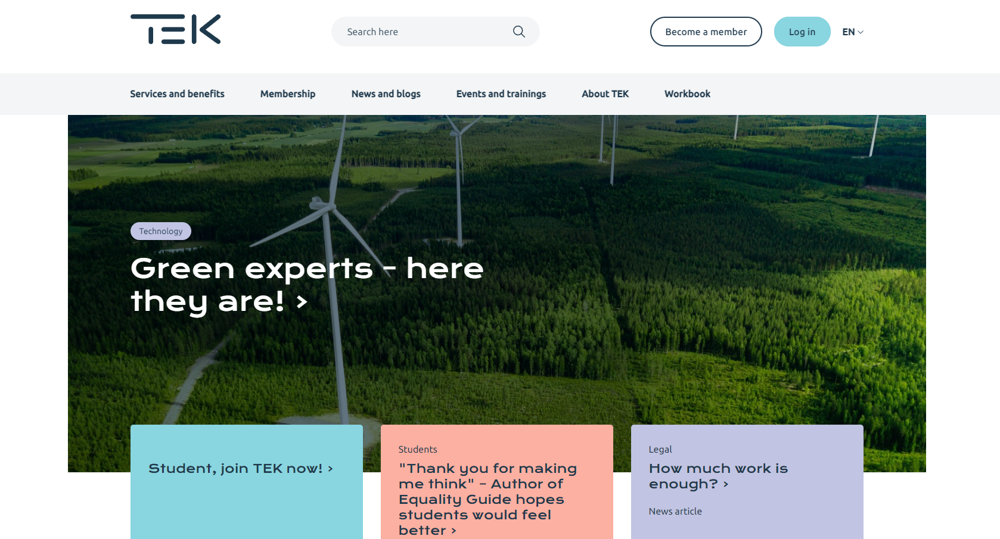 TEK
Search here
Become a member
Log in
EN
Services and benefits
Membership
News and blogs
Events and trainings
About TEK
Workbook
Technology
Green experts – here
they are! ›
Student, join TEK now! ›
Students
"Thank you for making
me think" – Author of
Equality Guide hopes
students would feel
better ›
Legal
How much work is
enough? ›
News article